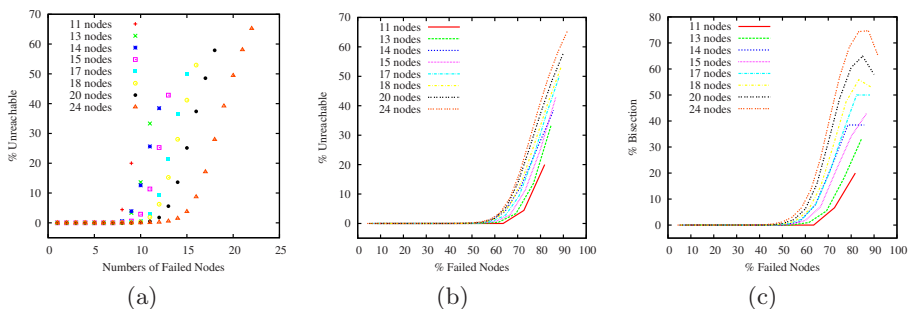 % Unreachable
70
60
50
40
30
20
10
0
11 nodes
13 nodes
14 nodes
15 nodes
17 nodes
18 nodes
20 nodes
24 nodes
0 5 10 15 20 25
Numbers of Failed Nodes
(a)
% Unreachable
70
60
50
40
30
20
10
0
11 nodes
13 nodes
14 nodes
15 nodes
17 nodes
18 nodes
20 nodes
24 nodes
0 10 20 30 40 50 60 70 80 90 100
% Failed Nodes
(b)
% Bisection
80
70
60
50
40
30
20
10
0
11 nodes
13 nodes
14 nodes
15 nodes
17 nodes
18 nodes
20 nodes
24 nodes
0 10 20 30 40 50 60 70 80 90 100
% Failed Nodes
(c)